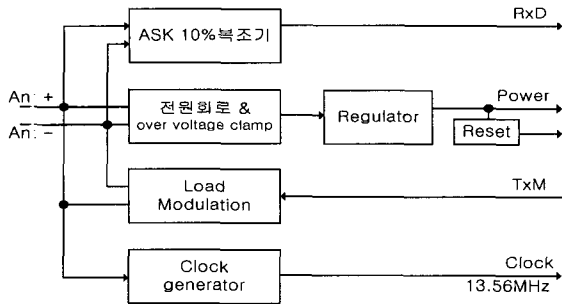 RxD
ASK 10%복조기
An: +
An: -
전원회로 &
over voltage clamp
Regulator
Power
Reset
Load
Modulation
TxM
Clock
generator
Clock
13.56MHz